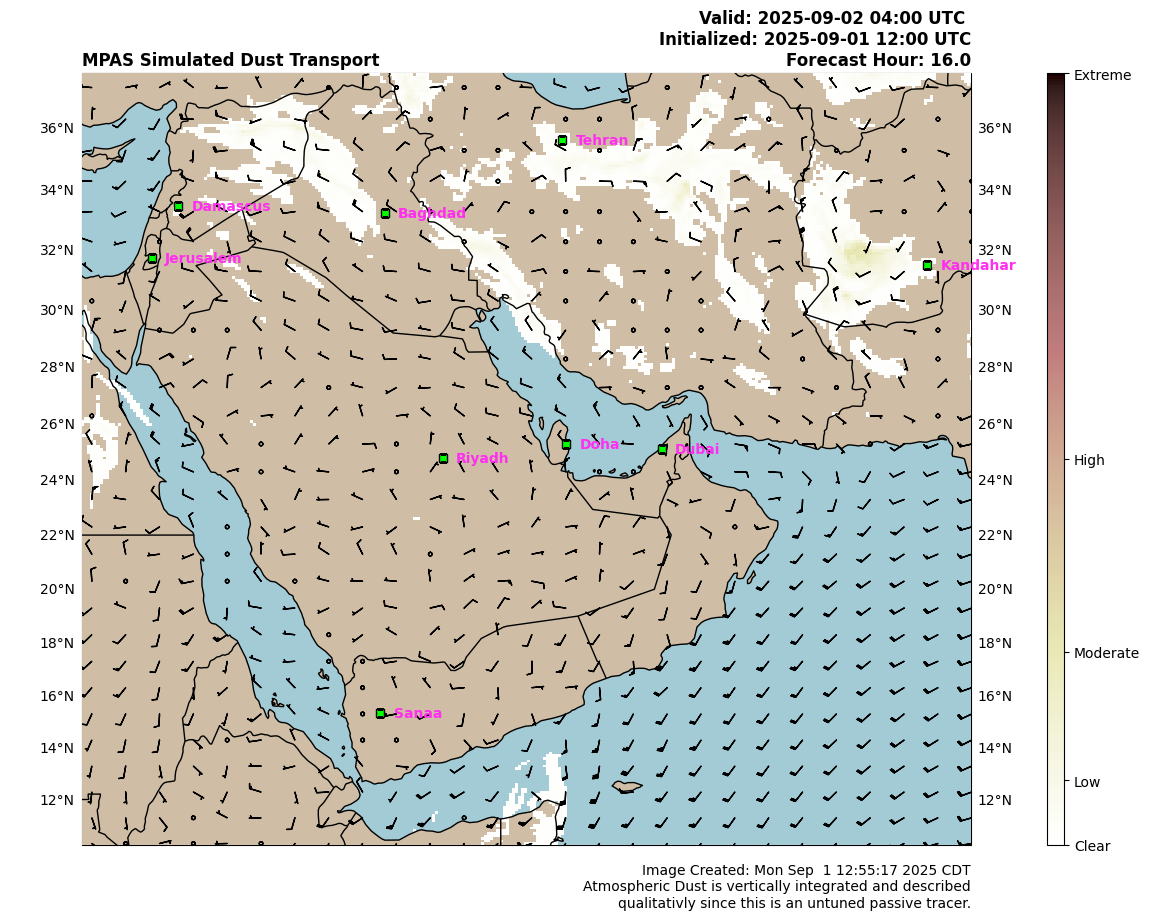 Valid: 2025-09-02 04:00 UTC
Initialized: 2025-09-01 12:00 UTC
MPAS Simulated Dust Transport
Forecast Hour: 16.0
Extreme
36°N
36°N
Tehran
34°N
34°N
Damascus
Baghdad
32°N
32°N
Jerusalem
Kandahar
30°N
30°N
28°N
28°N
26°N
26°N
Doha
Dubai
Riyadh
High
24°N
24°N
22°N
22°N
20°N
20°N
18°N
18°N
Moderate
16°N
16°N
Sanaa
14°N
14°N
Low
12°N
12°N
Clear
Image Created: Mon Sep  1 12:55:17 2025 CDT
Atmospheric Dust is vertically integrated and described
qualitativly since this is an untuned passive tracer.